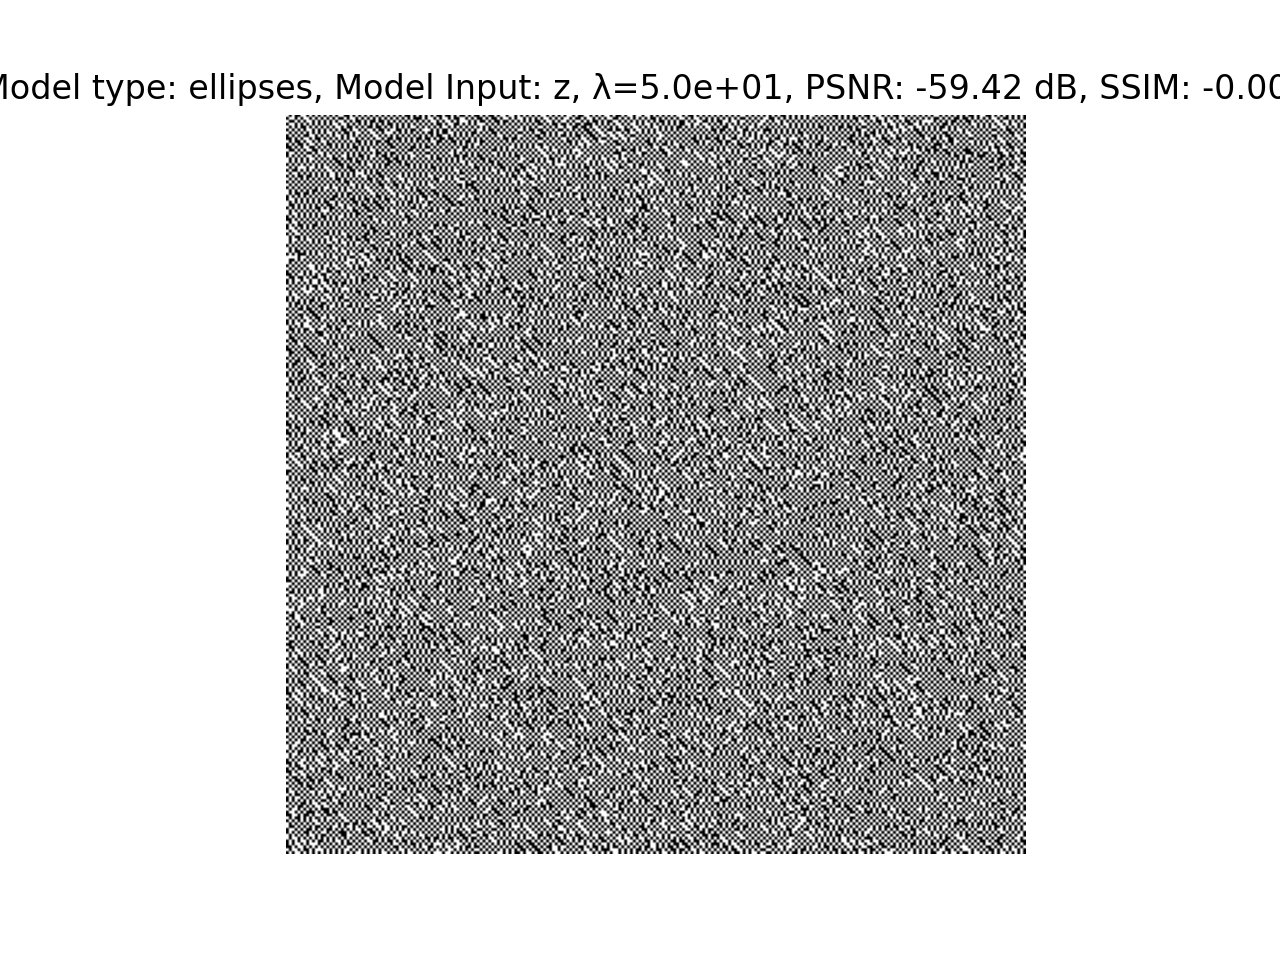 Model type: ellipses, Model Input: z, λ=5.0e+01, PSNR: -59.42 dB, SSIM: -0.00